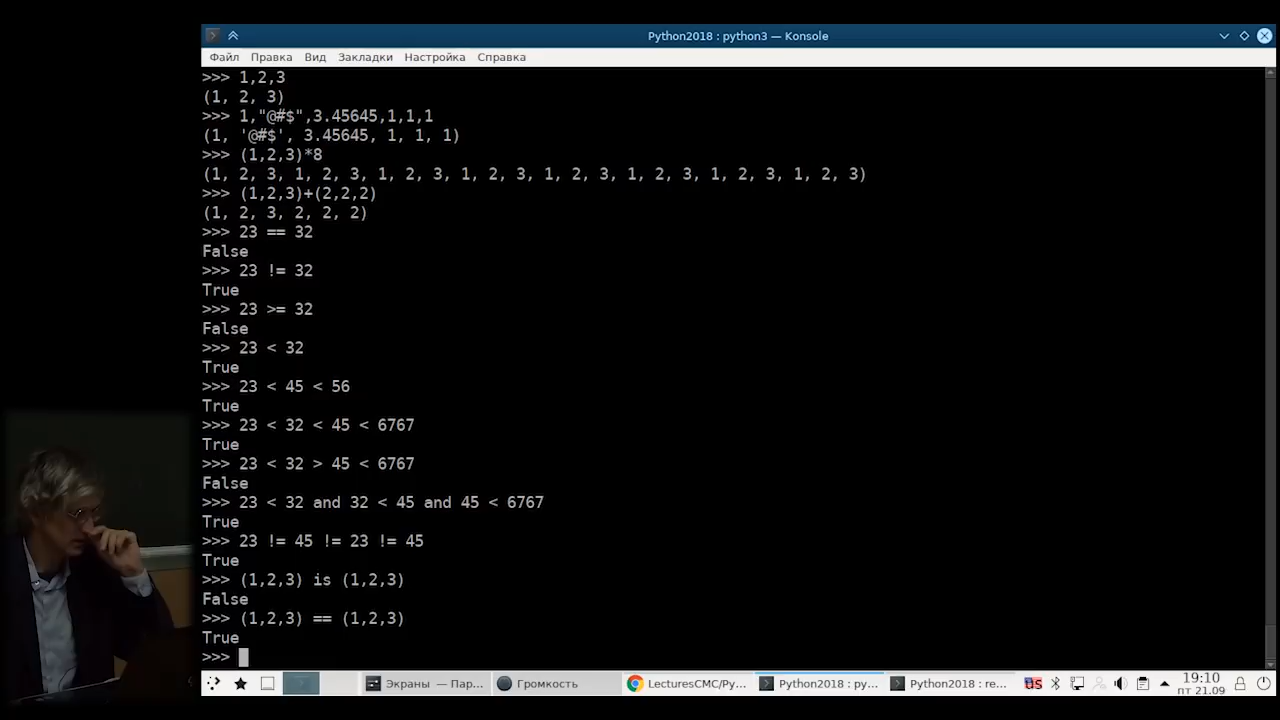 Python2018 : python3 — Konsole
Файл Правка Вид Закладки Настройка Справка
>>> 1,2,3
(1, 2, 3)
>>> 1,"@#$",3.45645,1,1,1
(1, '@#$', 3.45645, 1, 1, 1)
>>> (1,2,3)*8
(1, 2, 3, 1, 2, 3, 1, 2, 3, 1, 2, 3, 1, 2, 3, 1, 2, 3, 1, 2, 3, 1, 2, 3)
>>> (1,2,3)+(2,2,2)
(1, 2, 3, 2, 2, 2)
>>> 23 == 32
False
>>> 23 != 32
True
>>> 23 >= 32
False
>>> 23 < 32
True
>>> 23 < 45 < 56
True
>>> 23 < 32 < 45 < 6767
True
>>> 23 < 32 > 45 < 6767
False
>>> 23 < 32 and 32 < 45 and 45 < 6767
True
>>> 23 != 45 != 23 != 45
True
>>> (1,2,3) is (1,2,3)
False
>>> (1,2,3) == (1,2,3)
True
>>>
Экраны — Пар... Громкость LecturesCMC/Py... Python2018 : py... Python2018 : re... us 19:10
пт 21.09